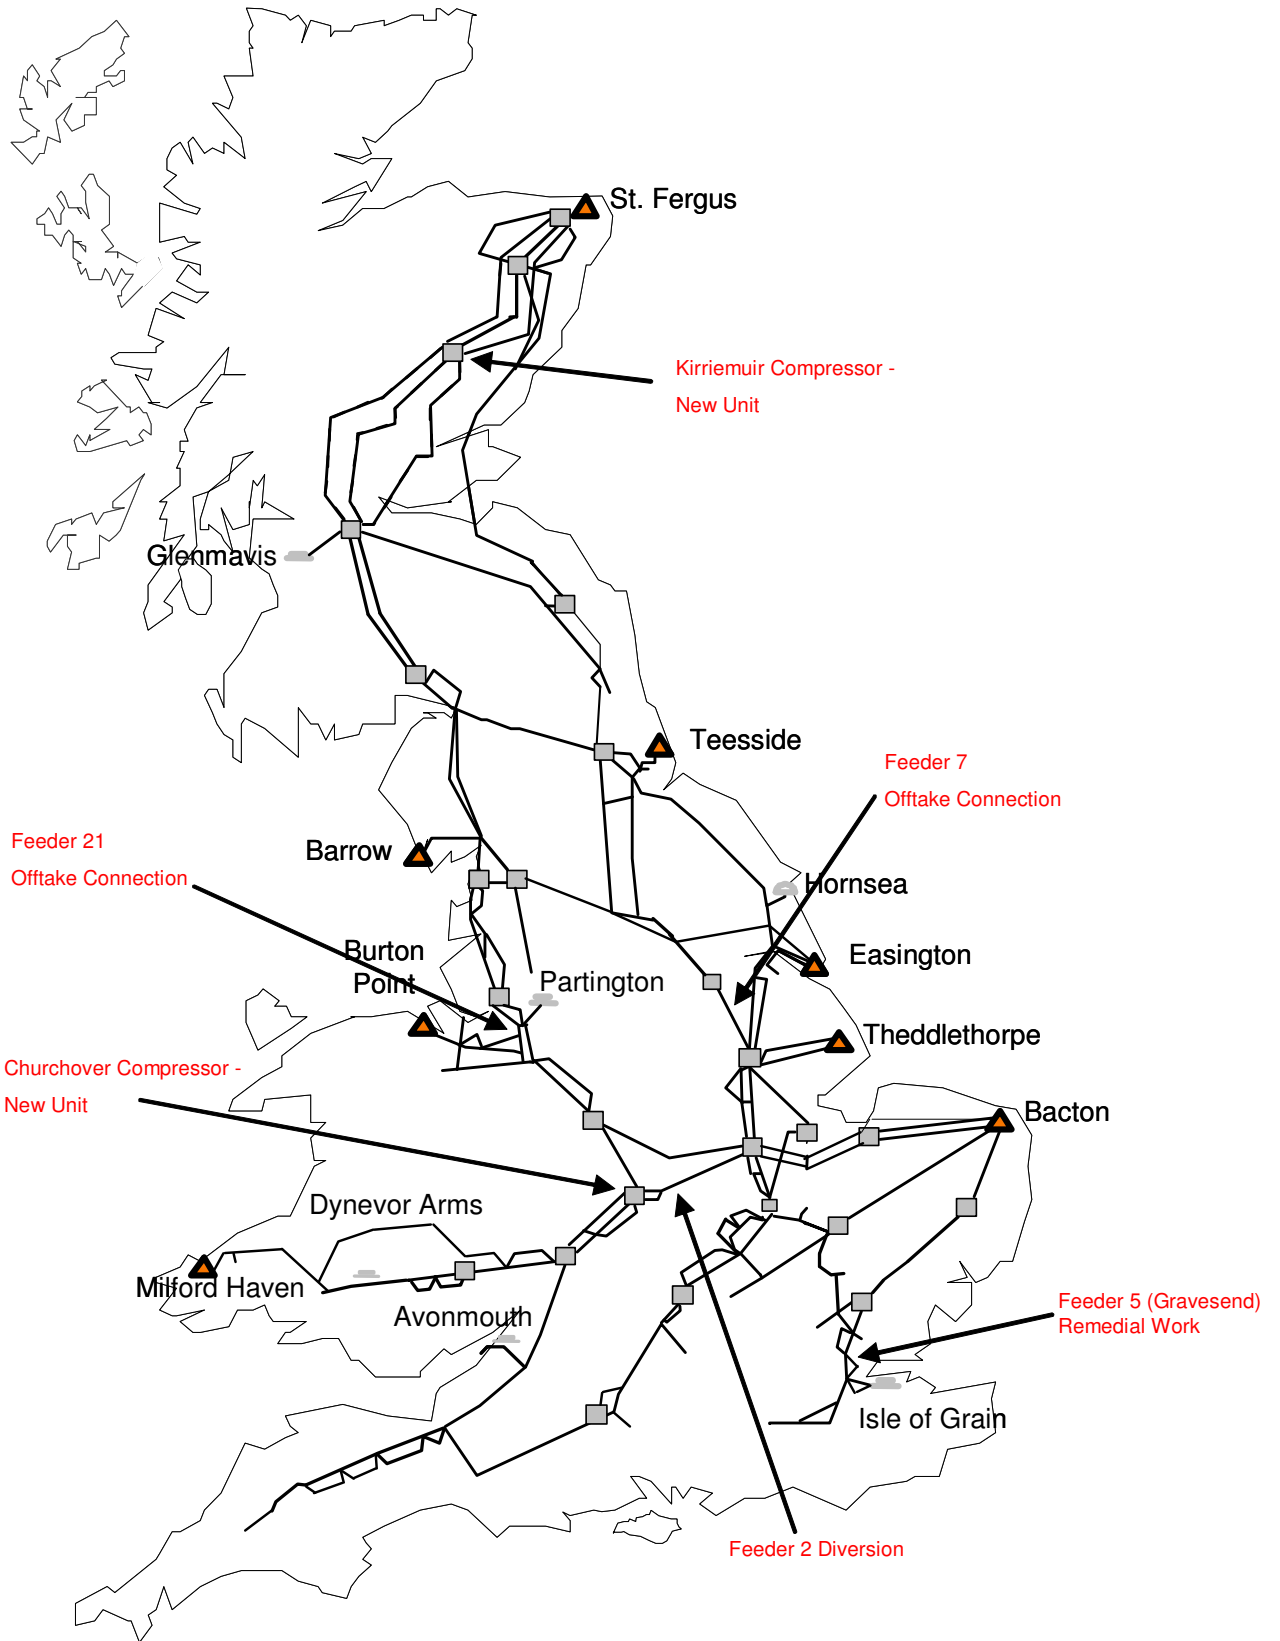 St. Fergus
Kirriemuir Compressor -
New Unit
Glenmavis
Teesside
Feeder 7
Offtake Connection
Feeder 21
Offtake Connection
Barrow
Hornsea
Burton
Point
Partington
Easington
Theddlethorpe
Churchover Compressor -
New Unit
Bacton
Dynevor Arms
Milford Haven
Avonmouth
Feeder 5 (Gravesend)
Remedial Work
Isle of Grain
Feeder 2 Diversion